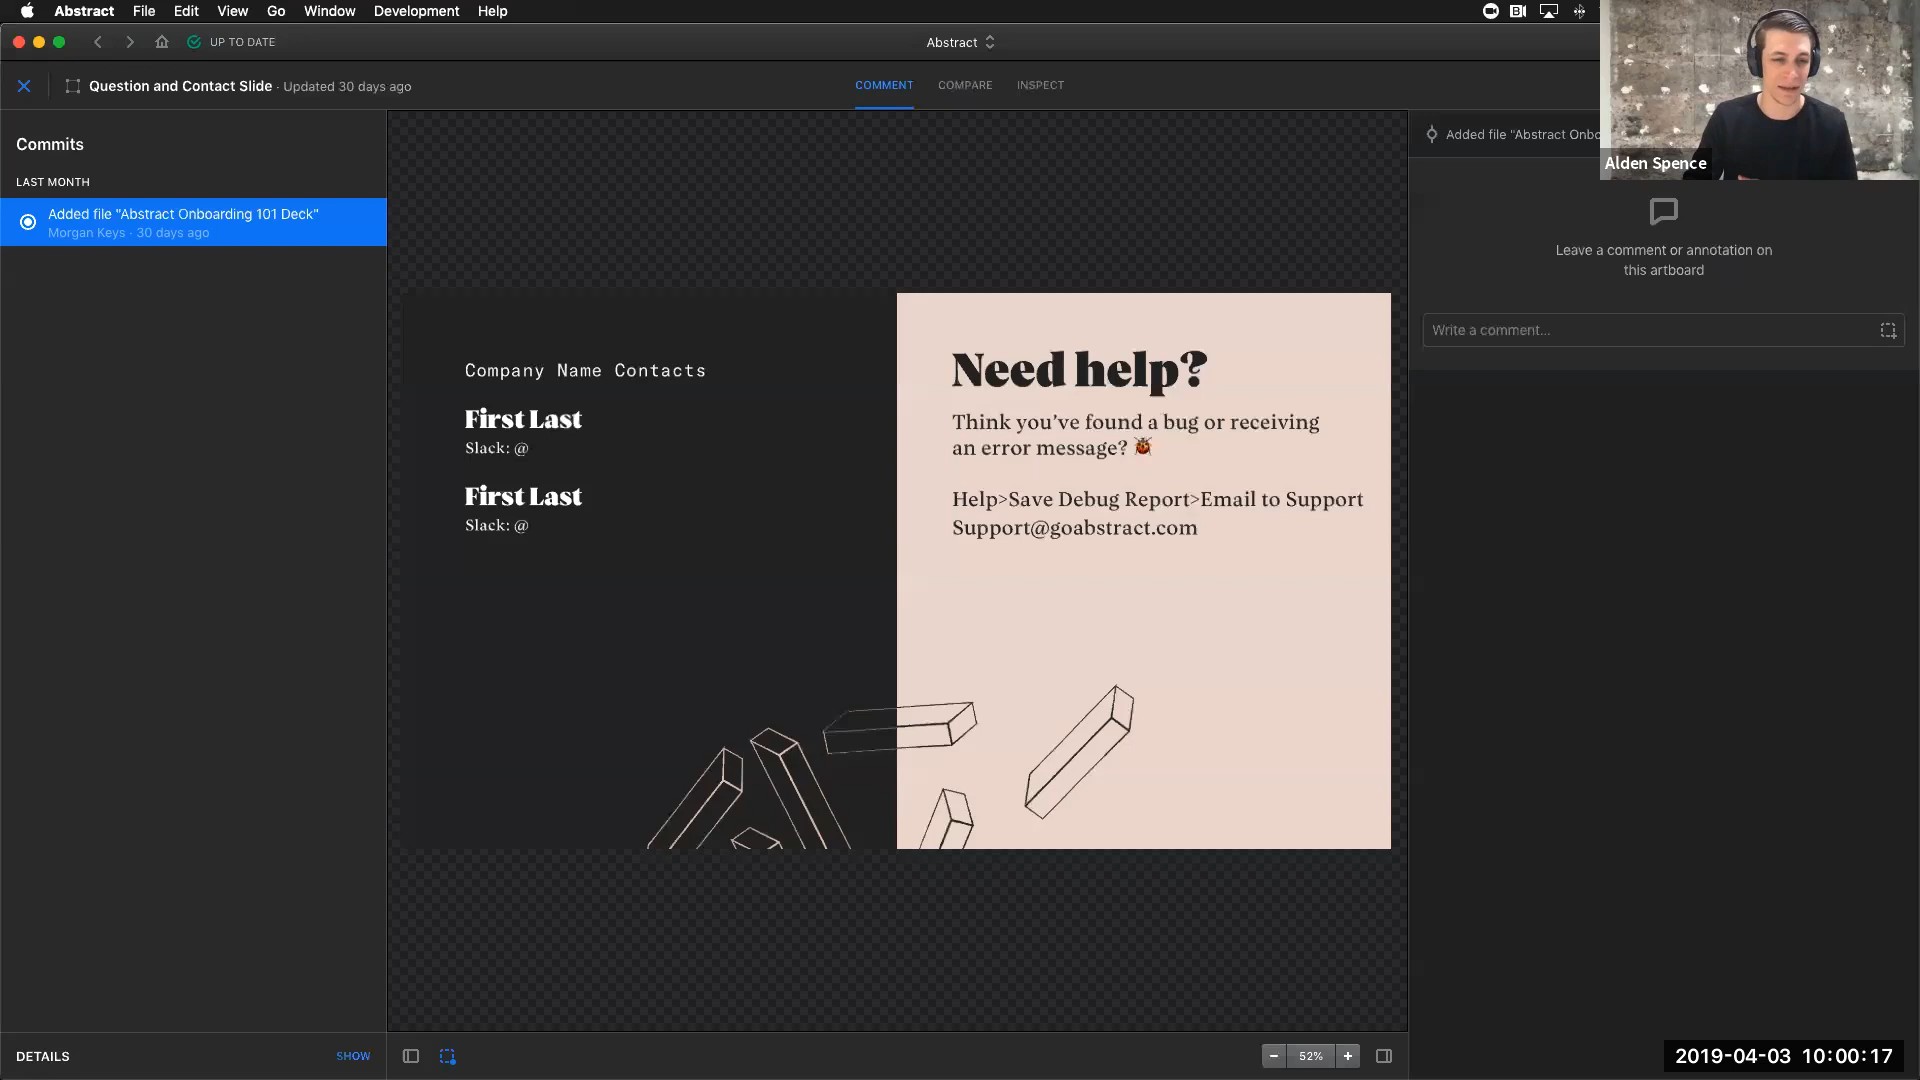 Abstract File Edit View Go Window Development Help
UP TO DATE
Abstract
Question and Contact Slide · Updated 30 days ago
COMMENT COMPARE INSPECT
Commits
LAST MONTH
Added file "Abstract Onboarding 101 Deck"
Morgan Keys · 30 days ago
Company Name Contacts
First Last
Slack: @
First Last
Slack: @
Need help?
Think you’ve found a bug or receiving
an error message? 🐞
Help>Save Debug Report>Email to Support
Support@goabstract.com
Added file "Abstract Onbo
Alden Spence
Leave a comment or annotation on
this artboard
Write a comment...
DETAILS SHOW
52%
2019-04-03 10:00:17